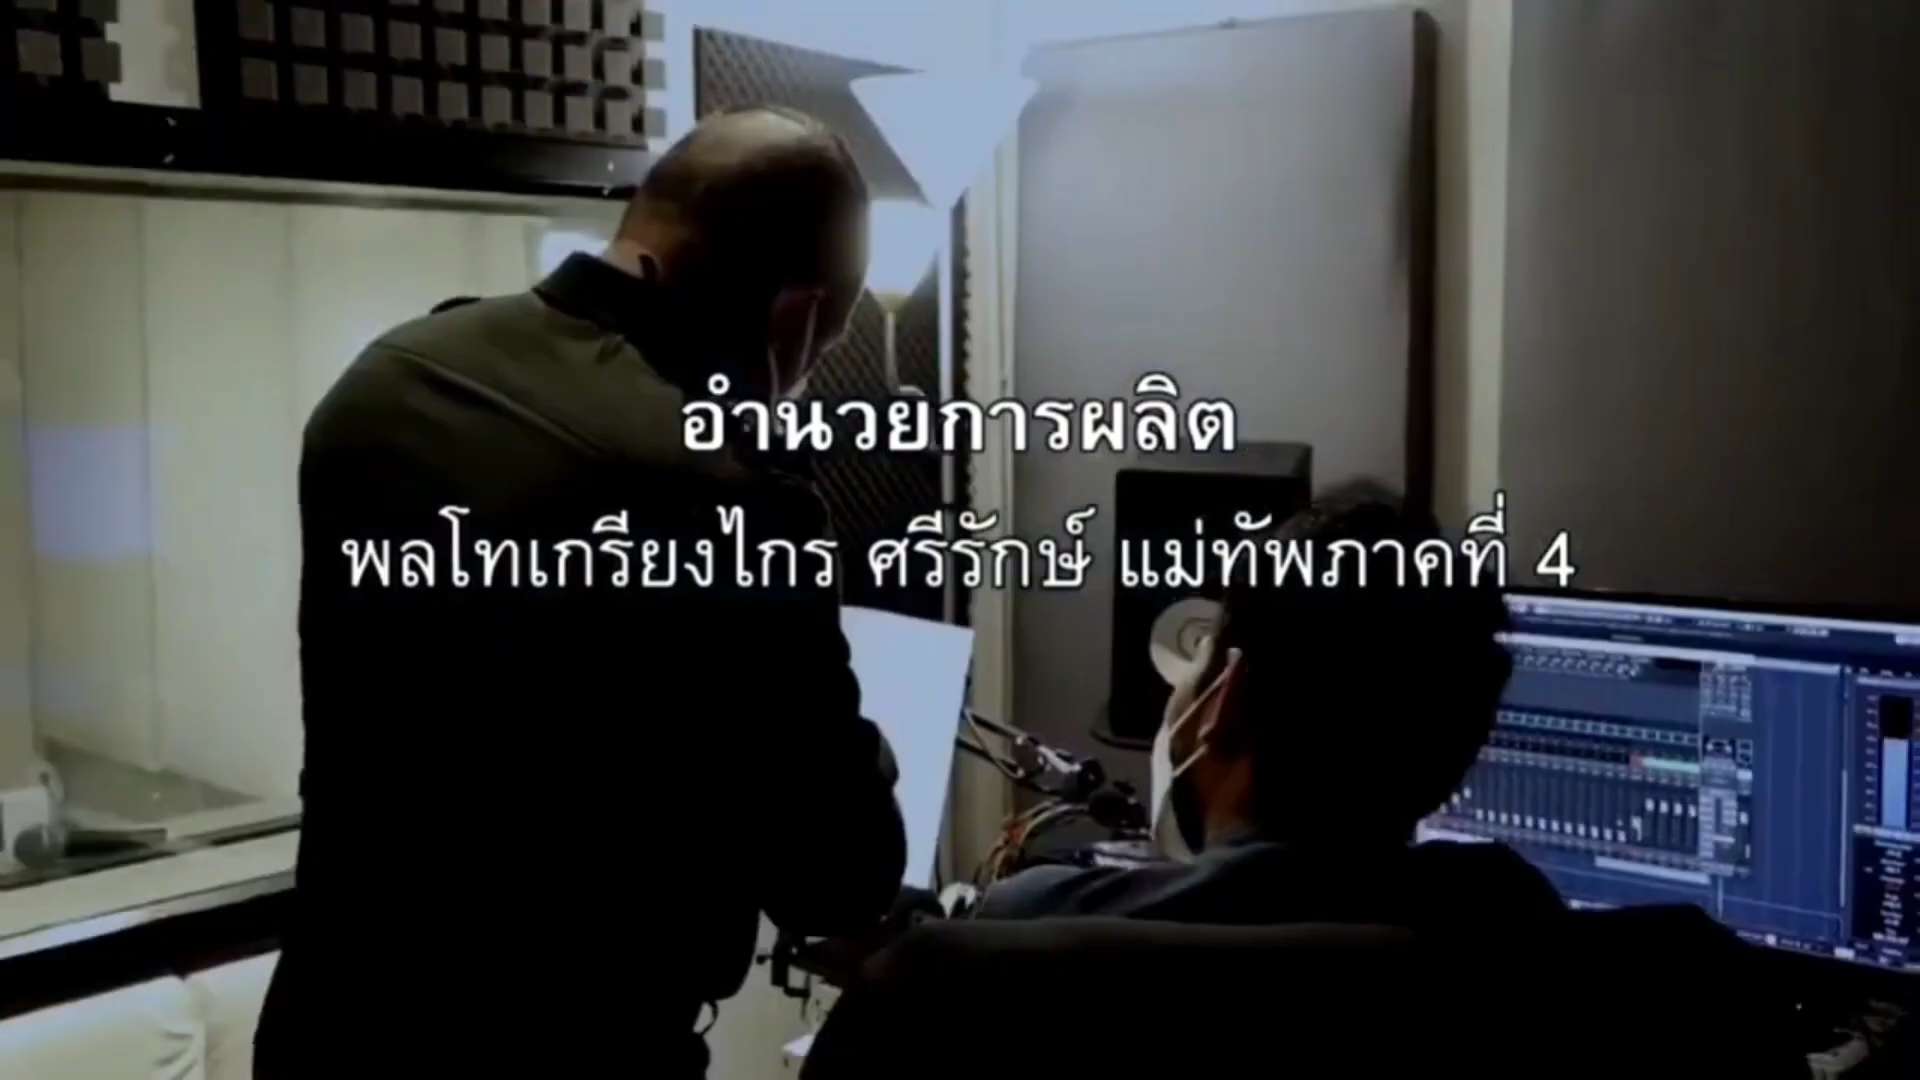 อำนวยการผลิต
พลโทเกรียงไกร ศรีรักษ์ แม่ทัพภาคที่ 4